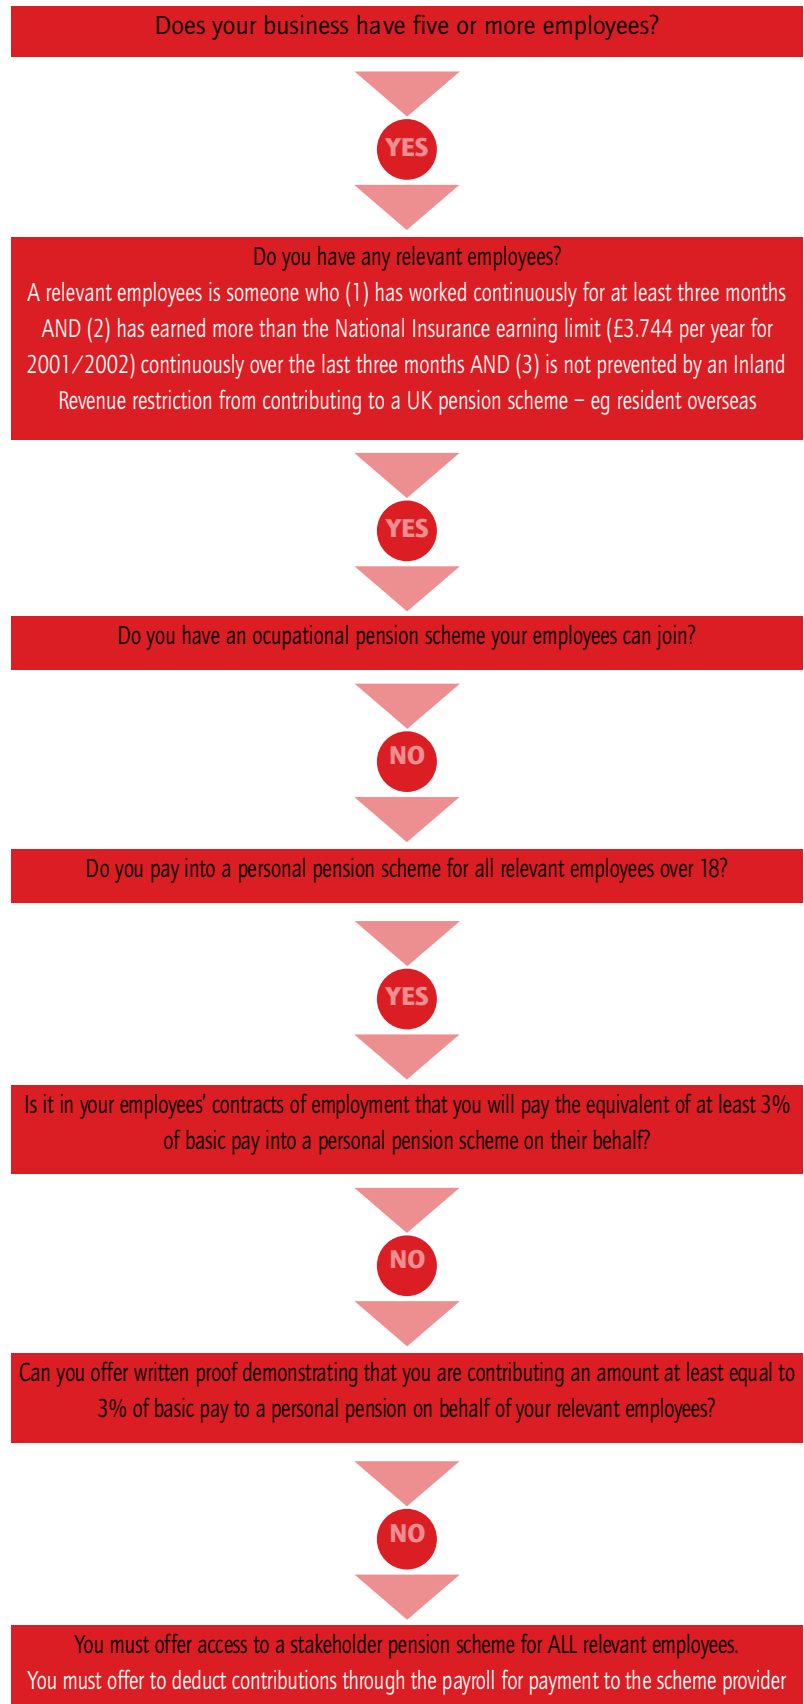 Does your business have five or more employees?
YES
Do you have any relevant employees?
A relevant employees is someone who (1) has worked continuously for at least three months
AND (2) has earned more than the National Insurance earning limit (£3.744 per year for
2001/2002) continuously over the last three months AND (3) is not prevented by an Inland
Revenue restriction from contributing to a UK pension scheme – eg resident overseas
YES
Do you have an ocupational pension scheme your employees can join?
NO
Do you pay into a personal pension scheme for all relevant employees over 18?
YES
Is it in your employees’ contracts of employment that you will pay the equivalent of at least 3%
of basic pay into a personal pension scheme on their behalf?
NO
Can you offer written proof demonstrating that you are contributing an amount at least equal to
3% of basic pay to a personal pension on behalf of your relevant employees?
NO
You must offer access to a stakeholder pension scheme for ALL relevant employees.
You must offer to deduct contributions through the payroll for payment to the scheme provider